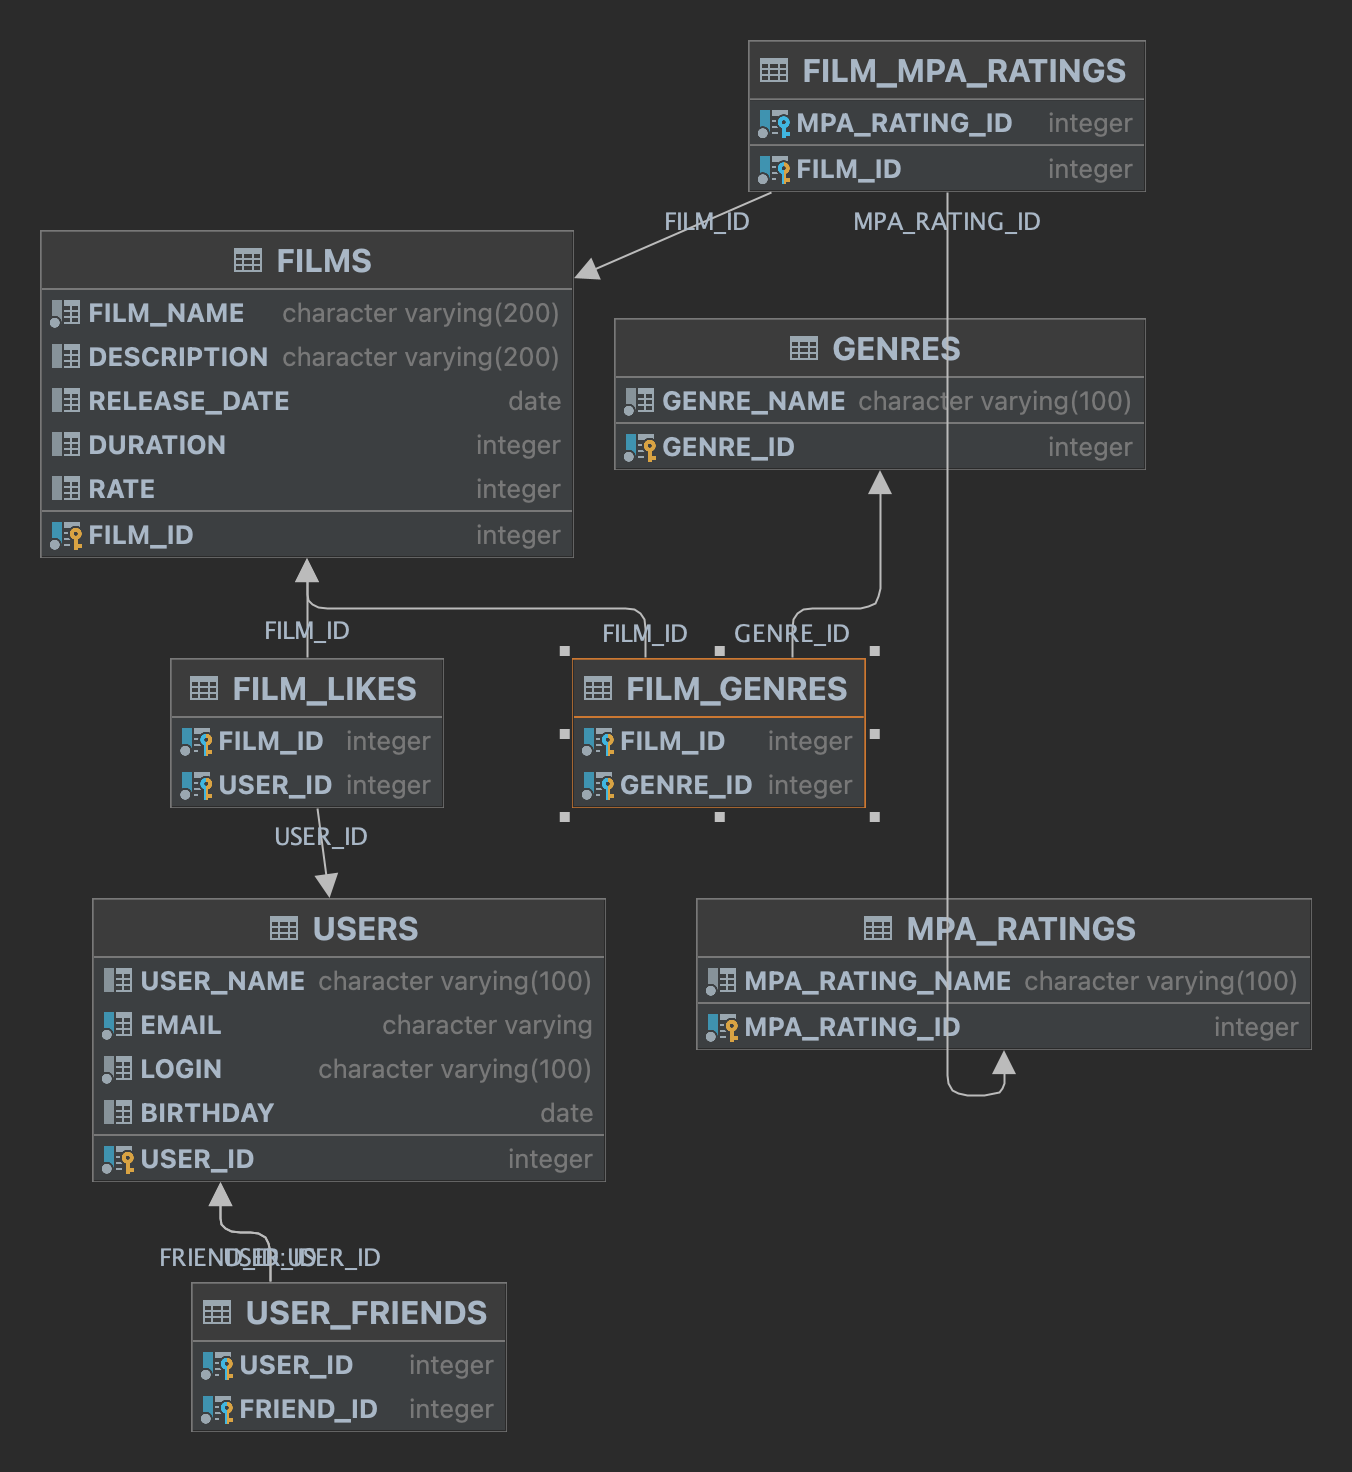 FILM_MPA_RATINGS
MPA_RATING_ID integer
FILM_ID integer
FILM_ID
MPA_RATING_ID
FILMS
FILM_NAME character varying(200)
DESCRIPTION character varying(200)
RELEASE_DATE date
DURATION integer
RATE integer
FILM_ID integer
GENRES
GENRE_NAME character varying(100)
GENRE_ID integer
FILM_ID
FILM_ID
GENRE_ID
FILM_LIKES
FILM_ID integer
USER_ID integer
FILM_GENRES
FILM_ID integer
GENRE_ID integer
USER_ID
USERS
USER_NAME character varying(100)
EMAIL character varying
LOGIN character varying(100)
BIRTHDAY date
USER_ID integer
MPA_RATINGS
MPA_RATING_NAME character varying(100)
MPA_RATING_ID integer
FRIEND_ID:USER_ID
USER_ID
USER_FRIENDS
USER_ID integer
FRIEND_ID integer